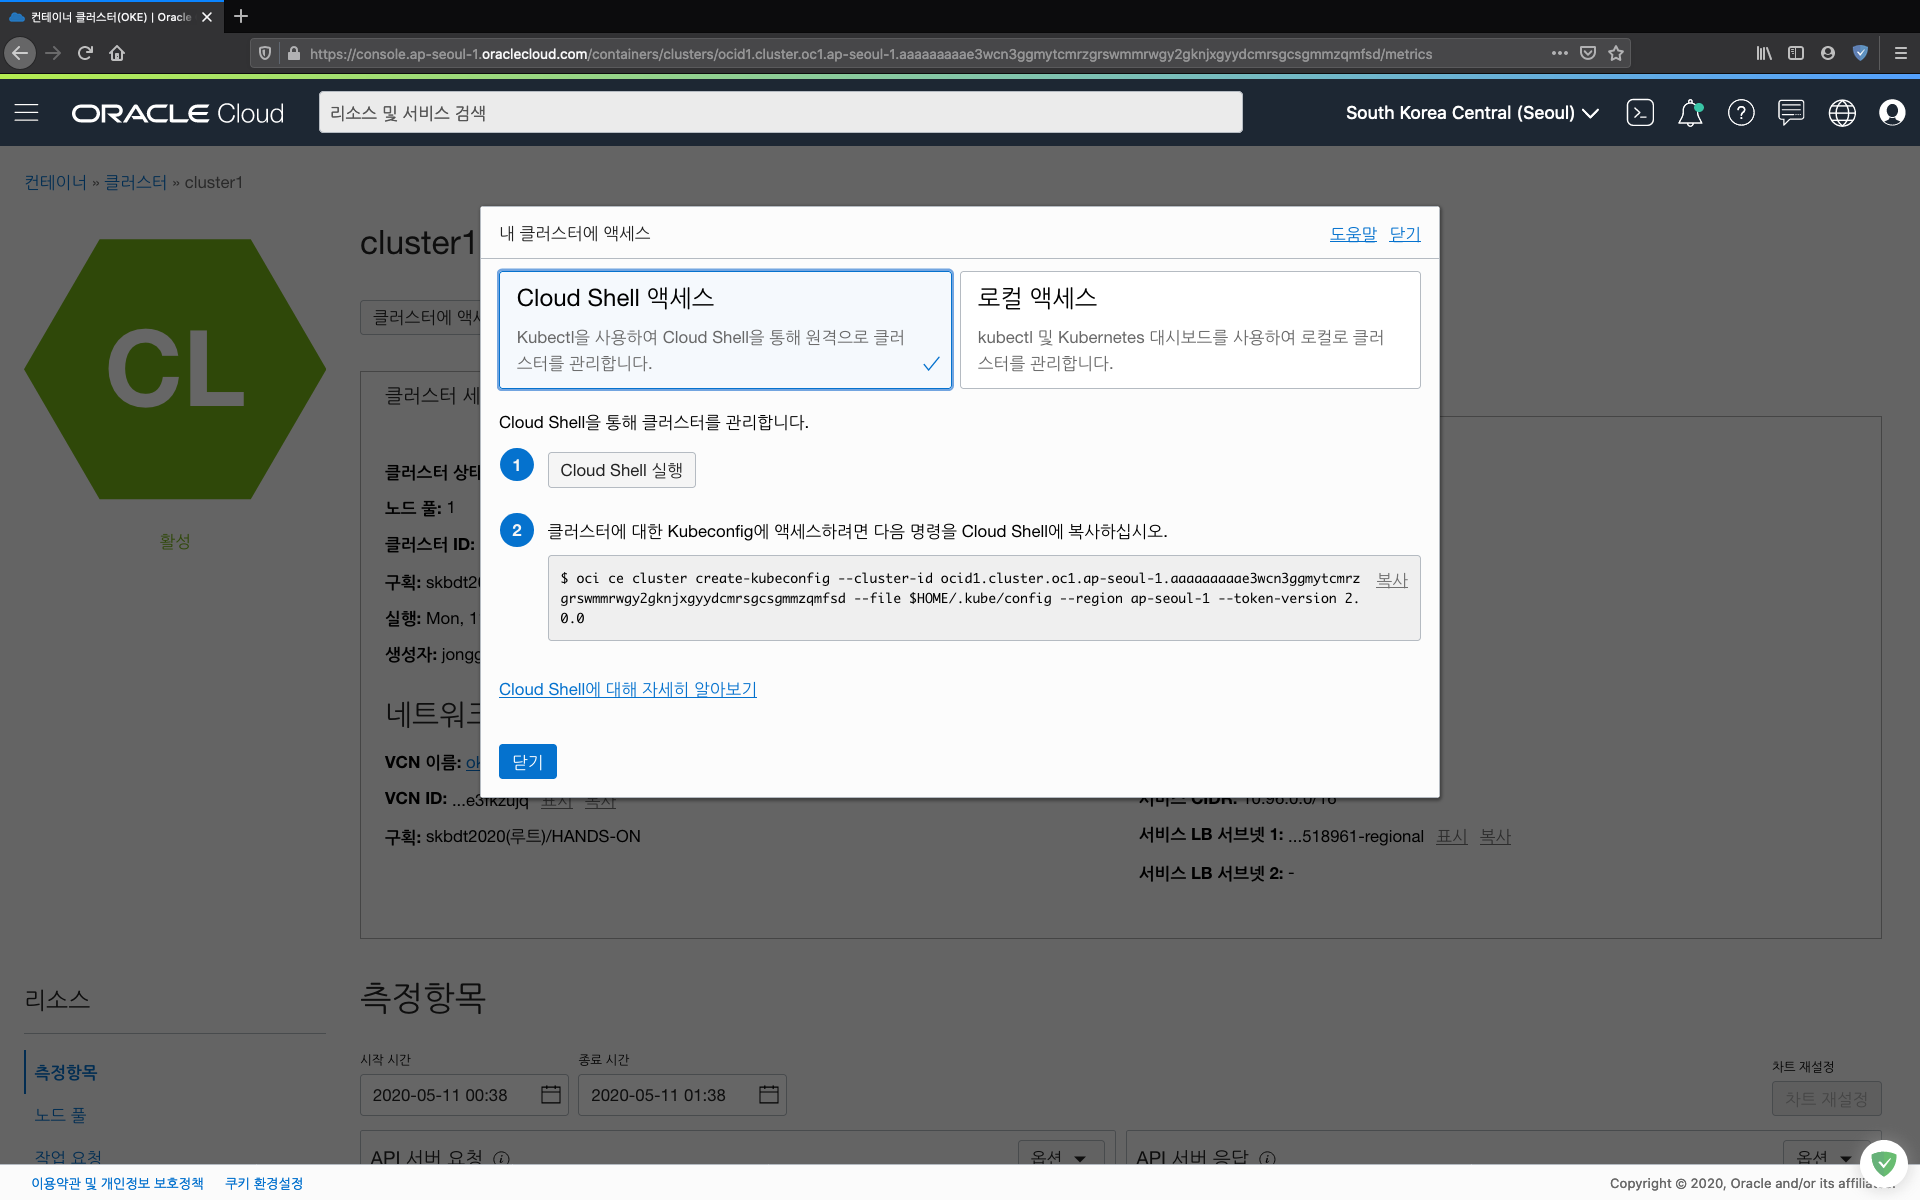 컨테이너 클러스터(OKE) | Oracle
https://console.ap-seoul-1.oraclecloud.com/containers/clusters/ocid1.cluster.oc1.ap-seoul-1.aaaaaaaaae3wcn3ggmytcmrzgrswmmrwgy2gknjxgyydcmrsgcsgmmzqmfsd/metrics
ORACLE Cloud
리소스 및 서비스 검색
South Korea Central (Seoul)
컨테이너 » 클러스터 » cluster1
cluster1
CL
활성
클러스터에 액세
클러스터 세
클러스터 상태
노드 풀: 1
클러스터 ID:
구획: skbdt20
실행: Mon, 1
생성자: jongg
네트워크
VCN 이름: ok
VCN ID: ...e3fkzujq 표시 복사
구획: skbdt2020(루트)/HANDS-ON
서비스 CIDR: 10.96.0.0/16
서비스 LB 서브넷 1: ...518961-regional 표시 복사
서비스 LB 서브넷 2: -
내 클러스터에 액세스
도움말 닫기
Cloud Shell 액세스
Kubectl을 사용하여 Cloud Shell을 통해 원격으로 클러
스터를 관리합니다.
로컬 액세스
kubectl 및 Kubernetes 대시보드를 사용하여 로컬로 클러
스터를 관리합니다.
Cloud Shell을 통해 클러스터를 관리합니다.
1
Cloud Shell 실행
2
클러스터에 대한 Kubeconfig에 액세스하려면 다음 명령을 Cloud Shell에 복사하십시오.
$ oci ce cluster create-kubeconfig --cluster-id ocid1.cluster.oc1.ap-seoul-1.aaaaaaaaae3wcn3ggmytcmrz
grswmmrwgy2gknjxgyydcmrsgcsgmmzqmfsd --file $HOME/.kube/config --region ap-seoul-1 --token-version 2.
0.0
복사
Cloud Shell에 대해 자세히 알아보기
닫기
리소스
측정항목
노드 풀
작업 요청
측정항목
시작 시간
2020-05-11 00:38
종료 시간
2020-05-11 01:38
차트 재설정
차트 재설정
API 서버 요청
옵션
API 서버 응답
옵션
이용약관 및 개인정보 보호정책 쿠키 환경설정
Copyright © 2020, Oracle and/or its affilia